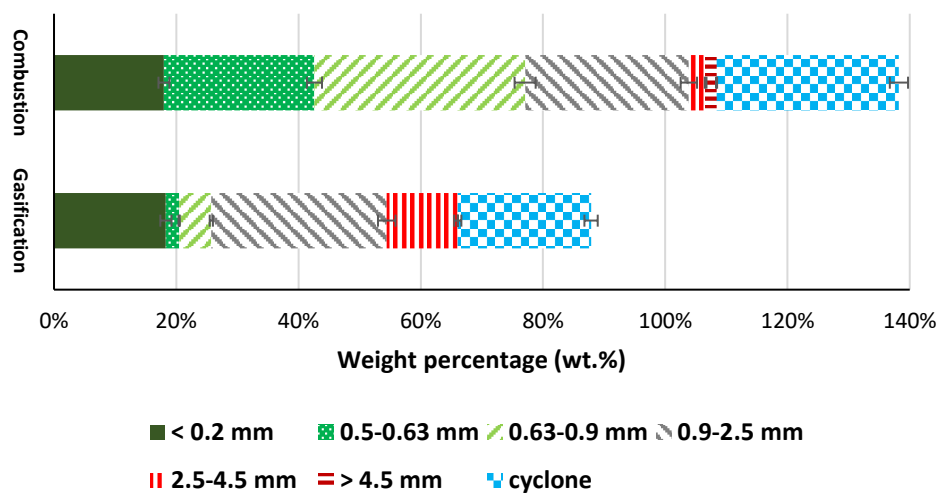 Combustion
Gasification
0% 20% 40% 60% 80% 100% 120% 140%
Weight percentage (wt.%)
< 0.2 mm 0.5-0.63 mm 0.63-0.9 mm 0.9-2.5 mm
2.5-4.5 mm > 4.5 mm cyclone